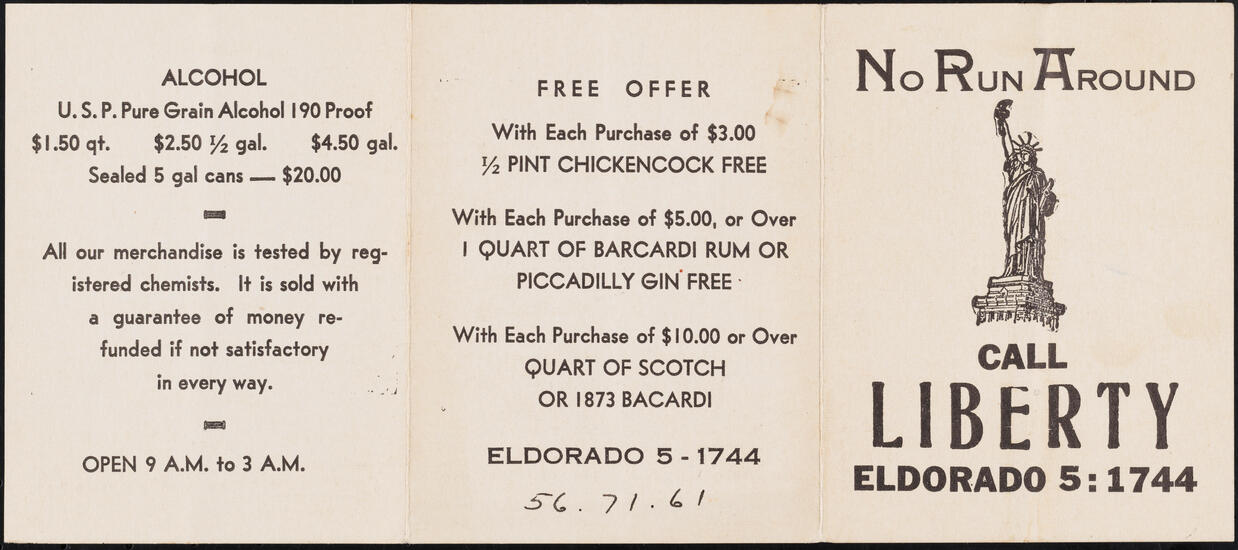 ALCOHOL
U. S. P. Pure Grain Alcohol 190 Proof
$1.50 qt. $2.50 ½ gal. $4.50 gal.
Sealed 5 gal cans — $20.00
All our merchandise is tested by reg-
istered chemists. It is sold with
a guarantee of money re-
funded if not satisfactory
in every way.
OPEN 9 A.M. to 3 A.M.
FREE OFFER
With Each Purchase of $3.00
½ PINT CHICKENCOCK FREE
With Each Purchase of $5.00, or Over
1 QUART OF BARCARDI RUM OR
PICCADILLY GIN FREE
With Each Purchase of $10.00 or Over
QUART OF SCOTCH
OR 1873 BACARDI
ELDORADO 5 - 1744
56. 71. 61
NO RUN AROUND
CALL
LIBERTY
ELDORADO 5: 1744